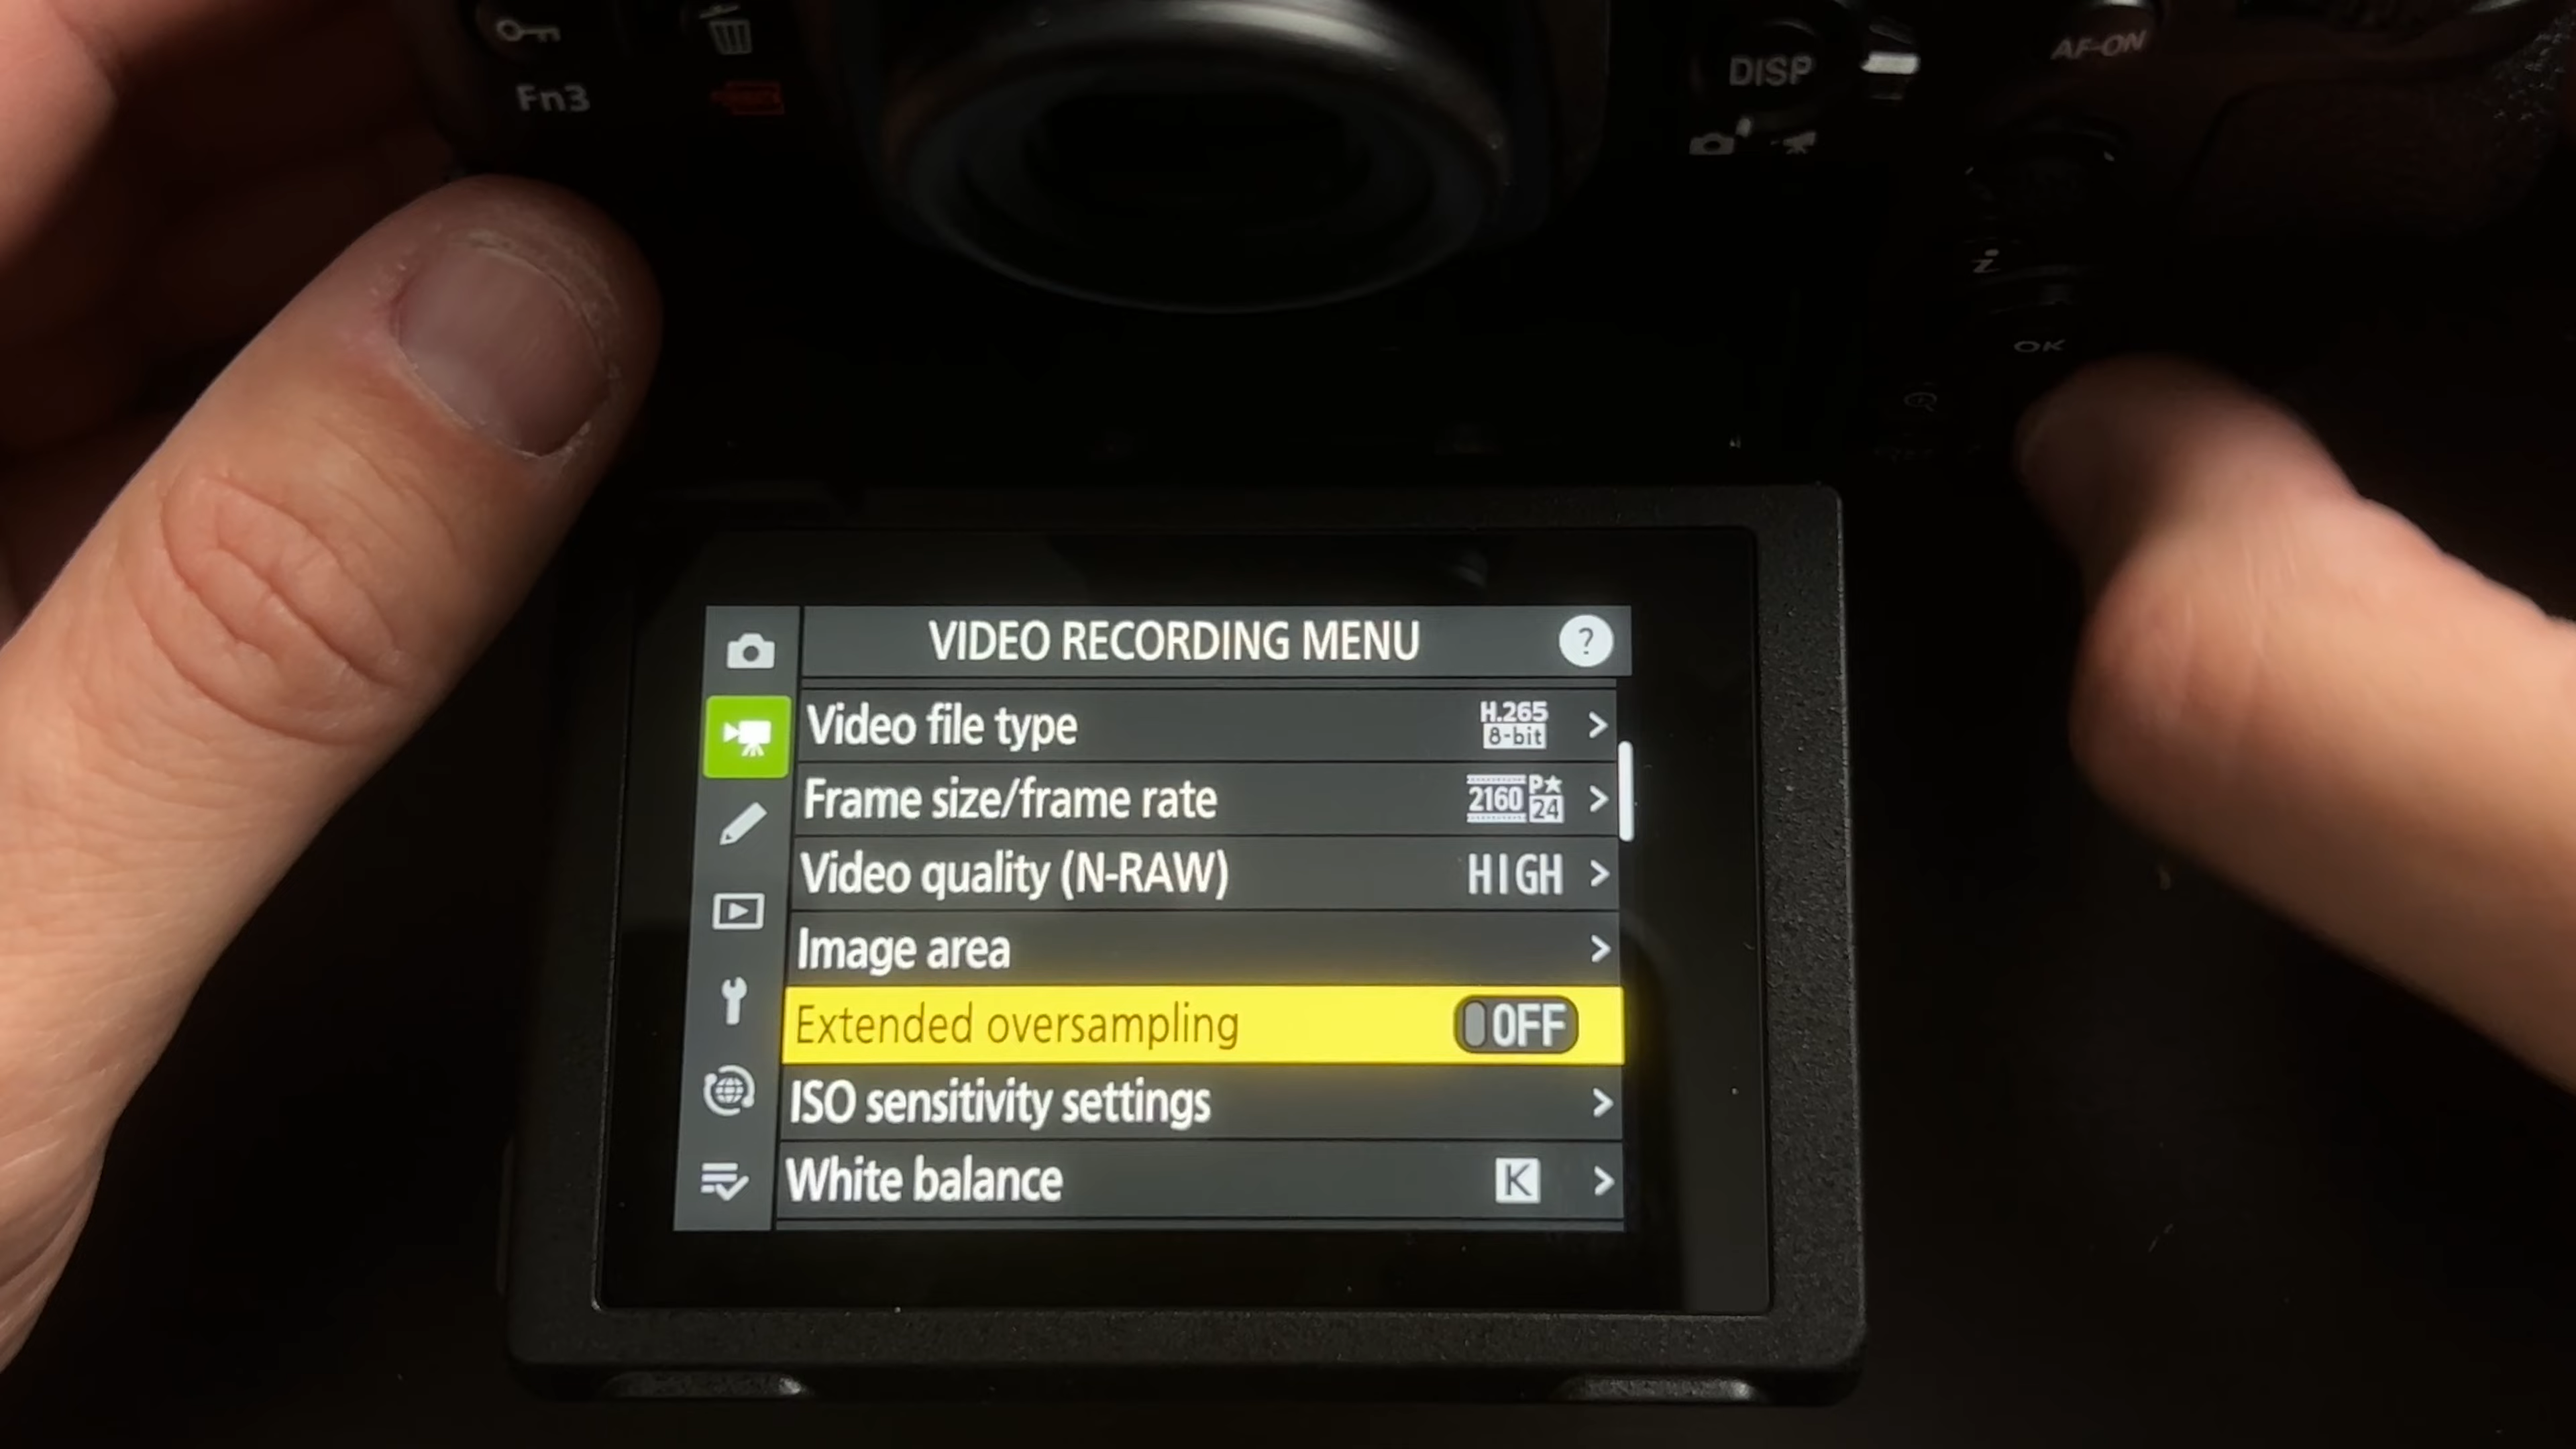 Fn3
DISP
AF-ON
i
OK
VIDEO RECORDING MENU ?
Video file type H.265 8-bit >
Frame size/frame rate 2160 P★ 24 >
Video quality (N-RAW) HIGH >
Image area >
Extended oversampling OFF
ISO sensitivity settings >
White balance K >